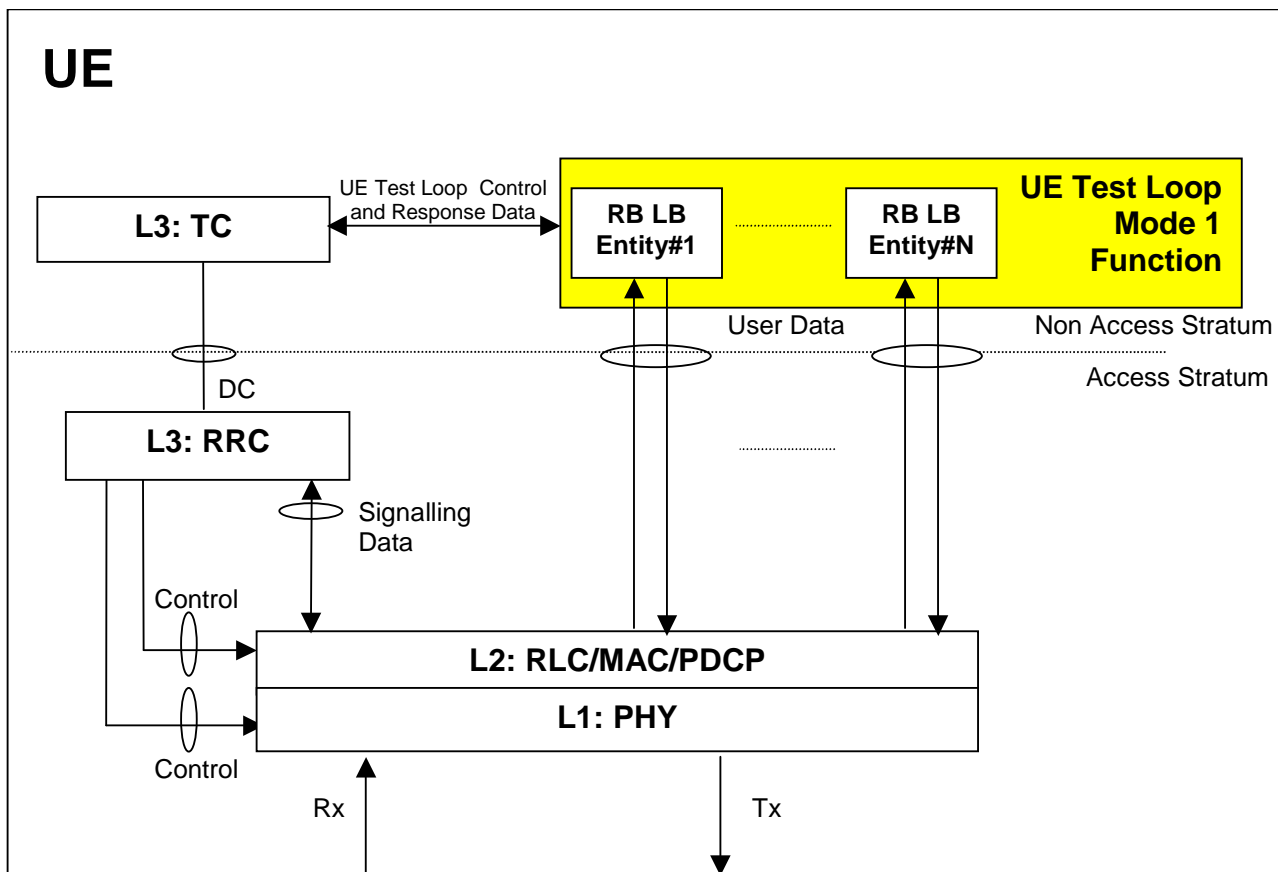 UE
UE Test Loop Control
and Response Data
L3: TC
RB LB
Entity#1
RB LB
Entity#N
UE Test Loop
Mode 1
Function
User Data
Non Access Stratum
Access Stratum
DC
L3: RRC
Signalling
Data
Control
L2: RLC/MAC/PDCP
L1: PHY
Control
Rx
Tx